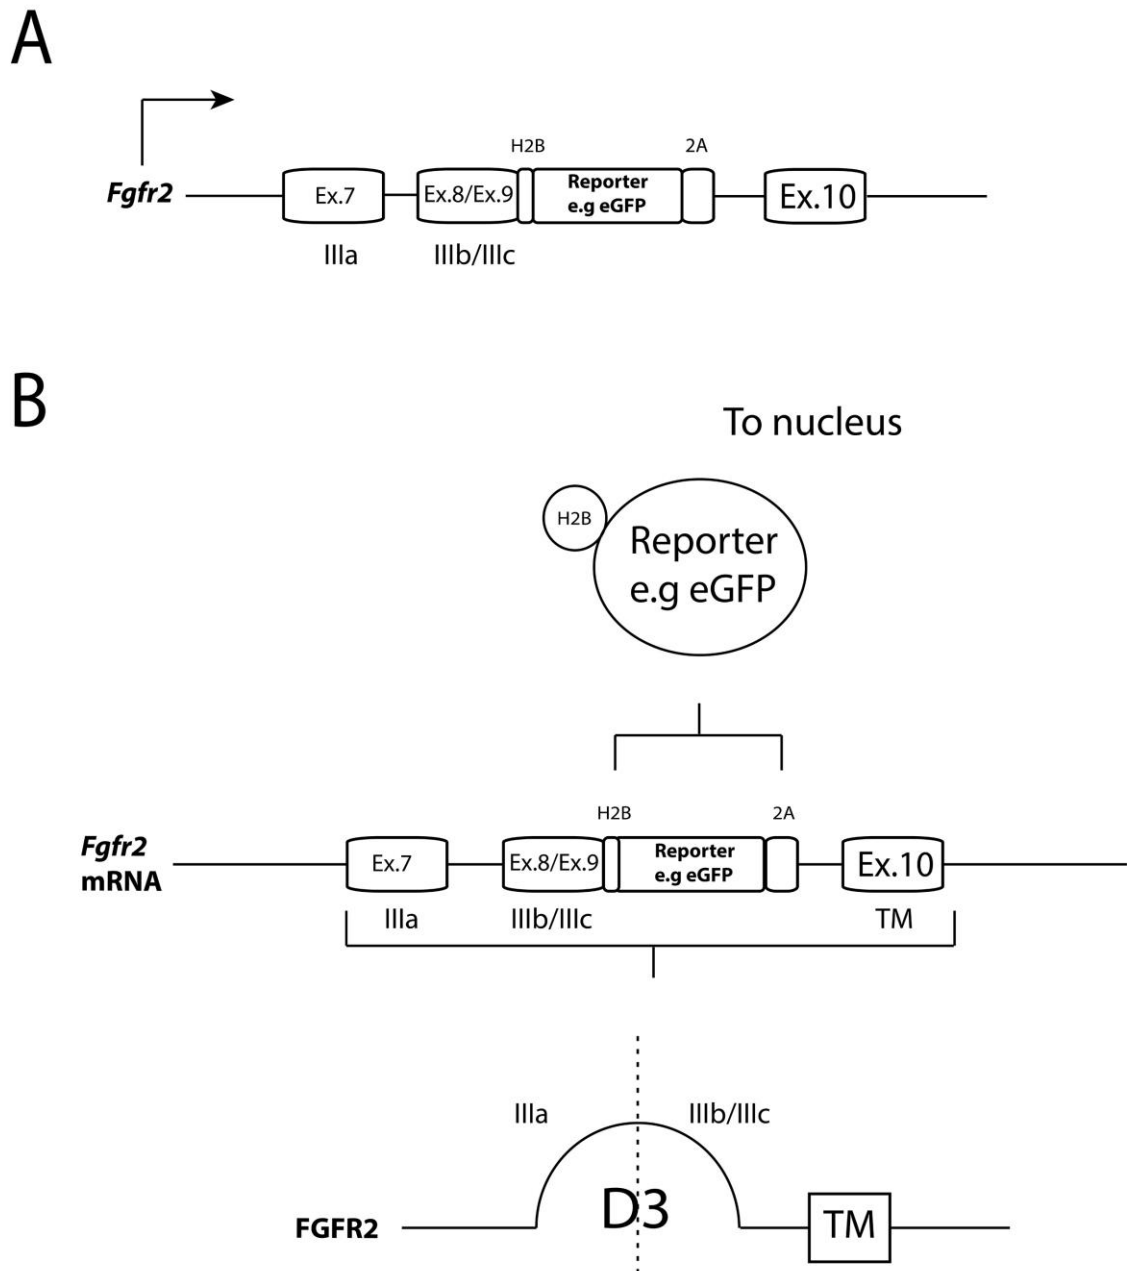 A
H2B
2A
Fgfr2
Ex.7
Ex.8/Ex.9
Reporter
e.g eGFP
Ex.10
IIIa
IIIb/IIIc
B
To nucleus
H2B
Reporter
e.g eGFP
H2B
2A
Fgfr2
mRNA
Ex.7
Ex.8/Ex.9
Reporter
e.g eGFP
Ex.10
IIIa
IIIb/IIIc
TM
IIIa
IIIb/IIIc
D3
FGFR2
TM